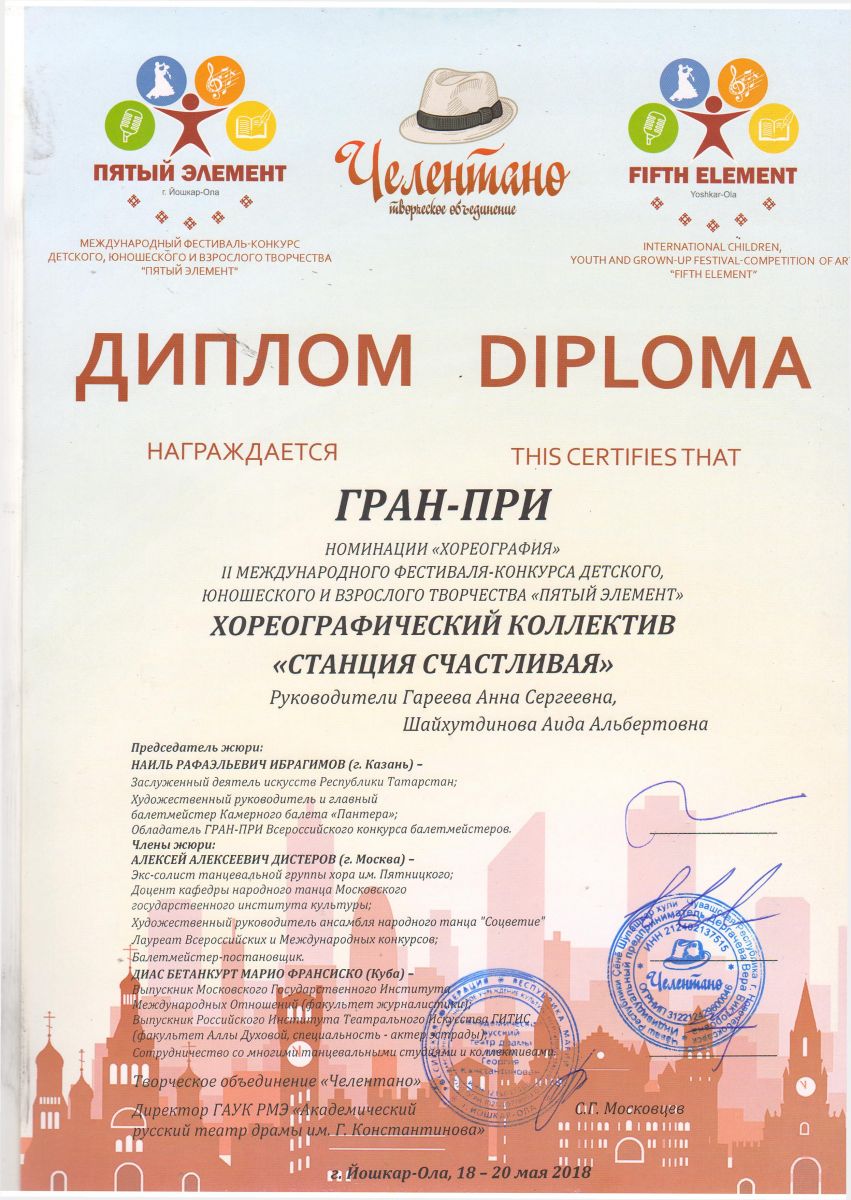 ПЯТЫЙ ЭЛЕМЕНТ
г. Йошкар-Ола
МЕЖДУНАРОДНЫЙ ФЕСТИВАЛЬ-КОНКУРС
ДЕТСКОГО, ЮНОШЕСКОГО И ВЗРОСЛОГО ТВОРЧЕСТВА
"ПЯТЫЙ ЭЛЕМЕНТ"
Челентано
творческое объединение
FIFTH ELEMENT
Yoshkar-Ola
INTERNATIONAL CHILDREN,
YOUTH AND GROWN-UP FESTIVAL-COMPETITION OF AR
"FIFTH ELEMENT"
ДИПЛОМ DIPLOMA
НАГРАЖДАЕТСЯ THIS CERTIFIES THAT
ГРАН-ПРИ
НОМИНАЦИИ «ХОРЕОГРАФИЯ»
II МЕЖДУНАРОДНОГО ФЕСТИВАЛЯ-КОНКУРСА ДЕТСКОГО,
ЮНОШЕСКОГО И ВЗРОСЛОГО ТВОРЧЕСТВА «ПЯТЫЙ ЭЛЕМЕНТ»
ХОРЕОГРАФИЧЕСКИЙ КОЛЛЕКТИВ
«СТАНЦИЯ СЧАСТЛИВАЯ»
Руководители Гареева Анна Сергеевна,
Шайхутдинова Аида Альбертовна
Председатель жюри:
НАИЛЬ РАФАЭЛЬЕВИЧ ИБРАГИМОВ (г. Казань) –
Заслуженный деятель искусств Республики Татарстан;
Художественный руководитель и главный
балетмейстер Камерного балета «Пантера»;
Обладатель ГРАН-ПРИ Всероссийского конкурса балетмейстеров.
Члены жюри:
АЛЕКСЕЙ АЛЕКСЕЕВИЧ ДИСТЕРОВ (г. Москва) –
Экс-солист танцевальной группы хора им. Пятницкого;
Доцент кафедры народного танца Московского
государственного института культуры;
Художественный руководитель ансамбля народного танца "Соцветие"
Лауреат Всероссийских и Международных конкурсов;
Балетмейстер-постановщик.
ДИАС БЕТАНКУРТ МАРИО ФРАНСИСКО (Куба) –
Выпускник Московского Государственного Института
Международных Отношений (факультет журналистики);
Выпускник Российского Института Театрального Искусства ГИТИС
(факультет Аллы Духовой, специальность - актер эстрады);
Сотрудничество со многими танцевальными студиями и коллективами.
Творческое объединение «Челентано»
Директор ГАУК РМЭ «Академический С.Г. Московцев
русский театр драмы им. Г. Константинова»
Челентано
ИНН 212402137515
г. Йошкар-Ола, 18 – 20 мая 2018